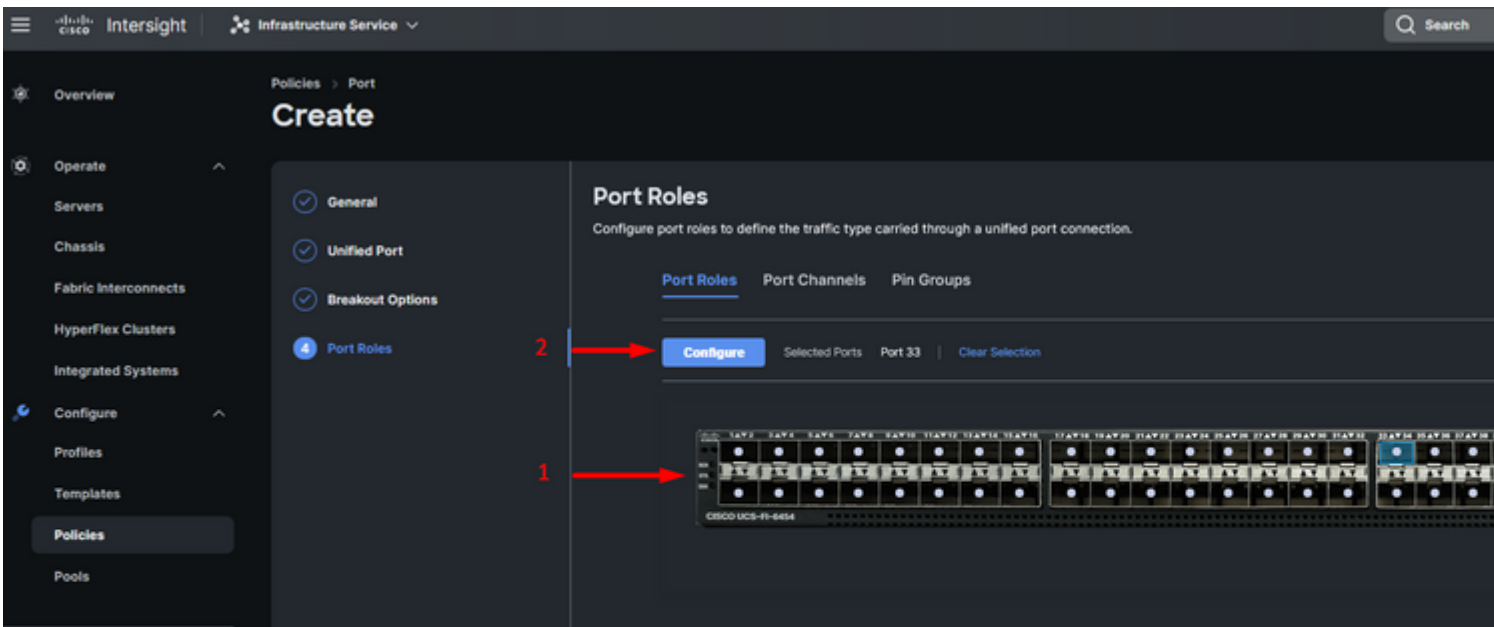 cisco Intersight Infrastructure Service Search
Overview
Policies > Port
Create
Operate
Servers
Chassis
Fabric Interconnects
HyperFlex Clusters
Integrated Systems
Configure
Profiles
Templates
Policies
Pools
General
Unified Port
Breakout Options
4 Port Roles
Port Roles
Configure port roles to define the traffic type carried through a unified port connection.
Port Roles Port Channels Pin Groups
2
Configure Selected Ports Port 33 | Clear Selection
1
CISCO UCS-FI-6454